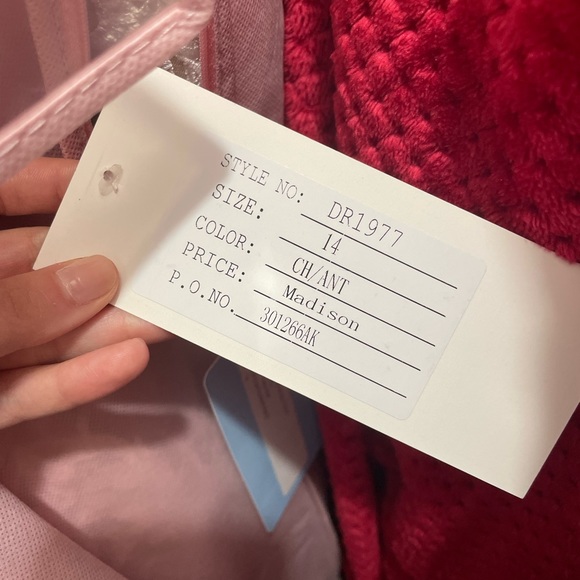 STYLE NO: DR1977
SIZE: 14
COLOR: CH/ANT
PRICE: Madison
P.O.NO. 301266AK